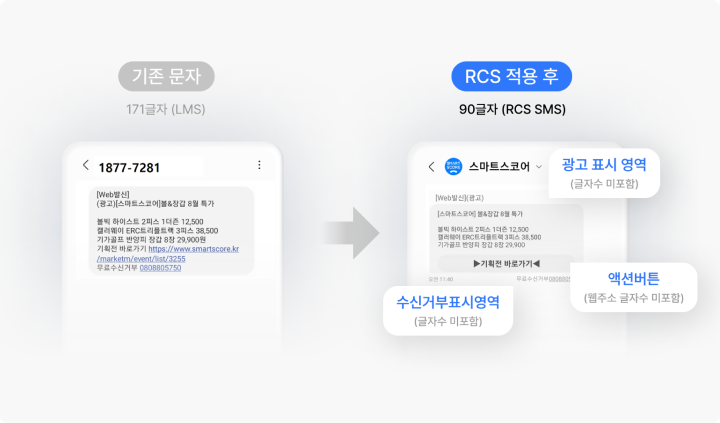 기존 문자
171글자 (LMS)
1877-7281
[Web발신]
(광고)[스마트스코어]볼&장갑 8월 특가
볼빅 하이스트 2피스 1더즌 12,500
캘러웨이 ERC트리플트랙 3피스 38,500
기가골프 반양피 장갑 8장 29,900원
기획전 바로가기 https://www.smartscore.kr
/marketm/event/list/3255
무료수신거부 0808805750
RCS 적용 후
90글자 (RCS SMS)
SMART SCORE
스마트스코어
광고 표시 영역
(글자수 미포함)
[Web발신](광고)
[스마트스코어] 볼&장갑 8월 특가
볼빅 하이스트 2피스 1더즌 12,500
캘러웨이 ERC트리플트랙 3피스 38,500
기가골프 반양피 장갑 8장 29,900
▶기획전 바로가기◀
오전 11:40
무료수신거부0808805
액션버튼
(웹주소 글자수 미포함)
수신거부표시영역
(글자수 미포함)